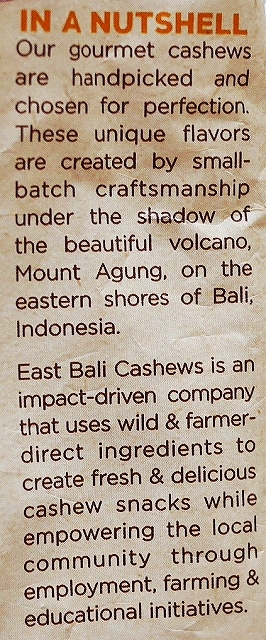 IN A NUTSHELL
Our gourmet cashews
are handpicked and
chosen for perfection.
These unique flavors
are created by small-
batch craftsmanship
under the shadow of
the beautiful volcano,
Mount Agung, on the
eastern shores of Bali,
Indonesia.
East Bali Cashews is an
impact-driven company
that uses wild & farmer-
direct ingredients to
create fresh & delicious
cashew snacks while
empowering the local
community through
employment, farming &
educational initiatives.